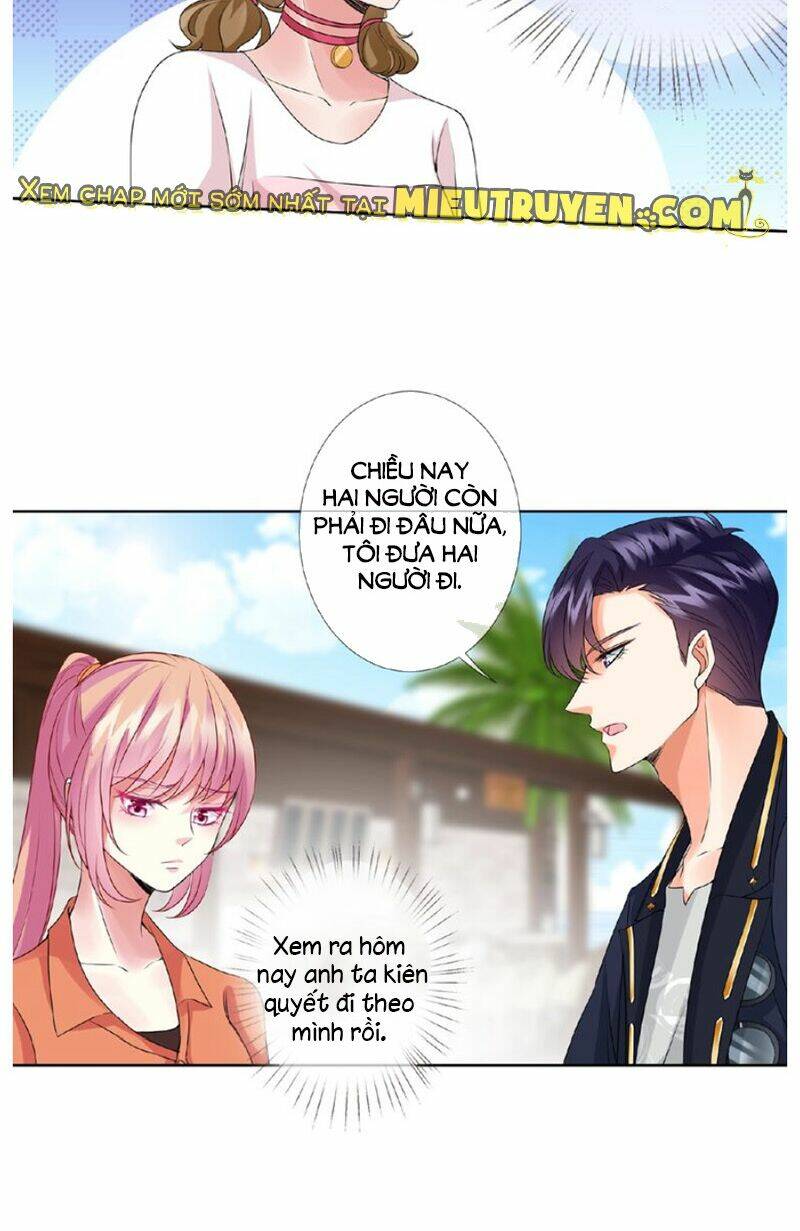 Xem chap mới sớm nhất tại MIEUTRUYEN.COM
CHIỀU NAY
HAI NGƯỜI CÒN
PHẢI ĐI ĐÂU NỮA,
TÔI ĐƯA HAI
NGƯỜI ĐI.
Xem ra hôm
nay anh ta kiên
quyết đi theo
mình rồi.